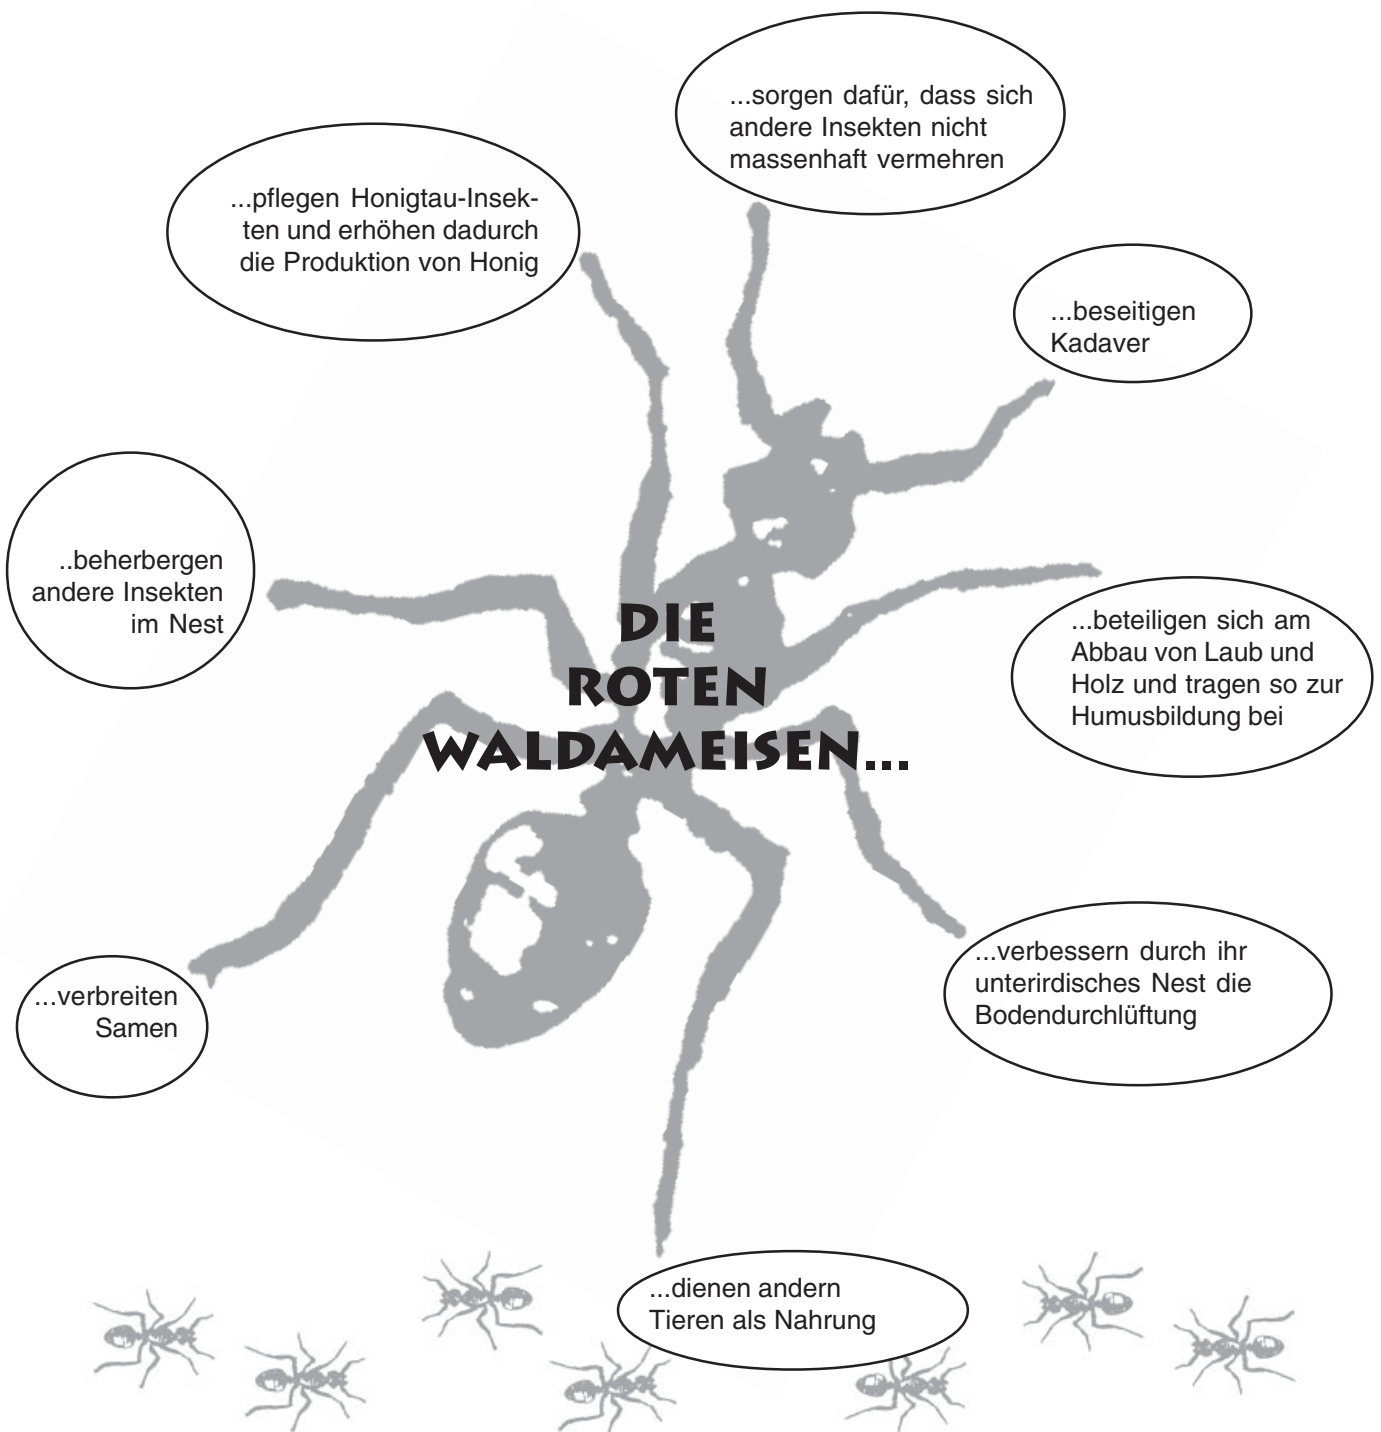 ...sorgen dafür, dass sich
andere Insekten nicht
massenhaft vermehren
...pflegen Honigtau-Insek-
ten und erhöhen dadurch
die Produktion von Honig
...beseitigen
Kadaver
..beherbergen
andere Insekten
im Nest
DIE
ROTEN
WALDAMEISEN...
...beteiligen sich am
Abbau von Laub und
Holz und tragen so zur
Humusbildung bei
...verbessern durch ihr
unterirdisches Nest die
Bodendurchlüftung
...verbreiten
Samen
...dienen andern
Tieren als Nahrung